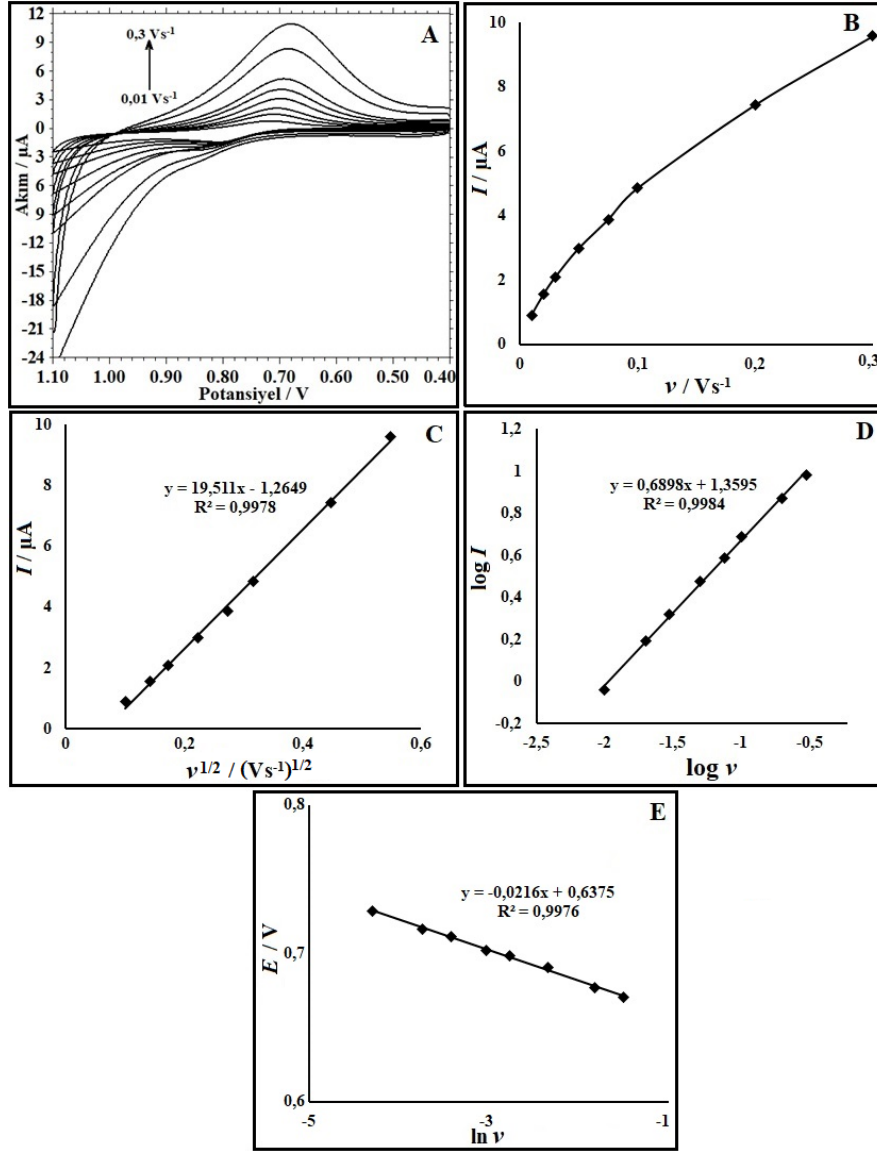 A
0,3 Vs-1
0,01 Vs-1
12
9
6
3
0
3
-6
9
-12
-15
-18
-21
-24
Akım / µA
1.10 1.00 0.90 0.80 0.70 0.60 0.50 0.40
Potansiyel / V
B
10
8
6
4
2
0
I / µA
0 0,1 0,2 0,3
v / Vs-1
C
10
8
6
4
2
0
I / µA
y = 19,511x - 1,2649
R² = 0,9978
0 0,2 0,4 0,6
v1/2 / (Vs-1)1/2
D
1,2
1
0,8
0,6
0,4
0,2
0
-0,2
log I
y = 0,6898x + 1,3595
R² = 0,9984
-2,5 -2 -1,5 -1 -0,5
log v
E
0,8
0,7
0,6
E / V
y = -0,0216x + 0,6375
R² = 0,9976
-5 -3 -1
ln v